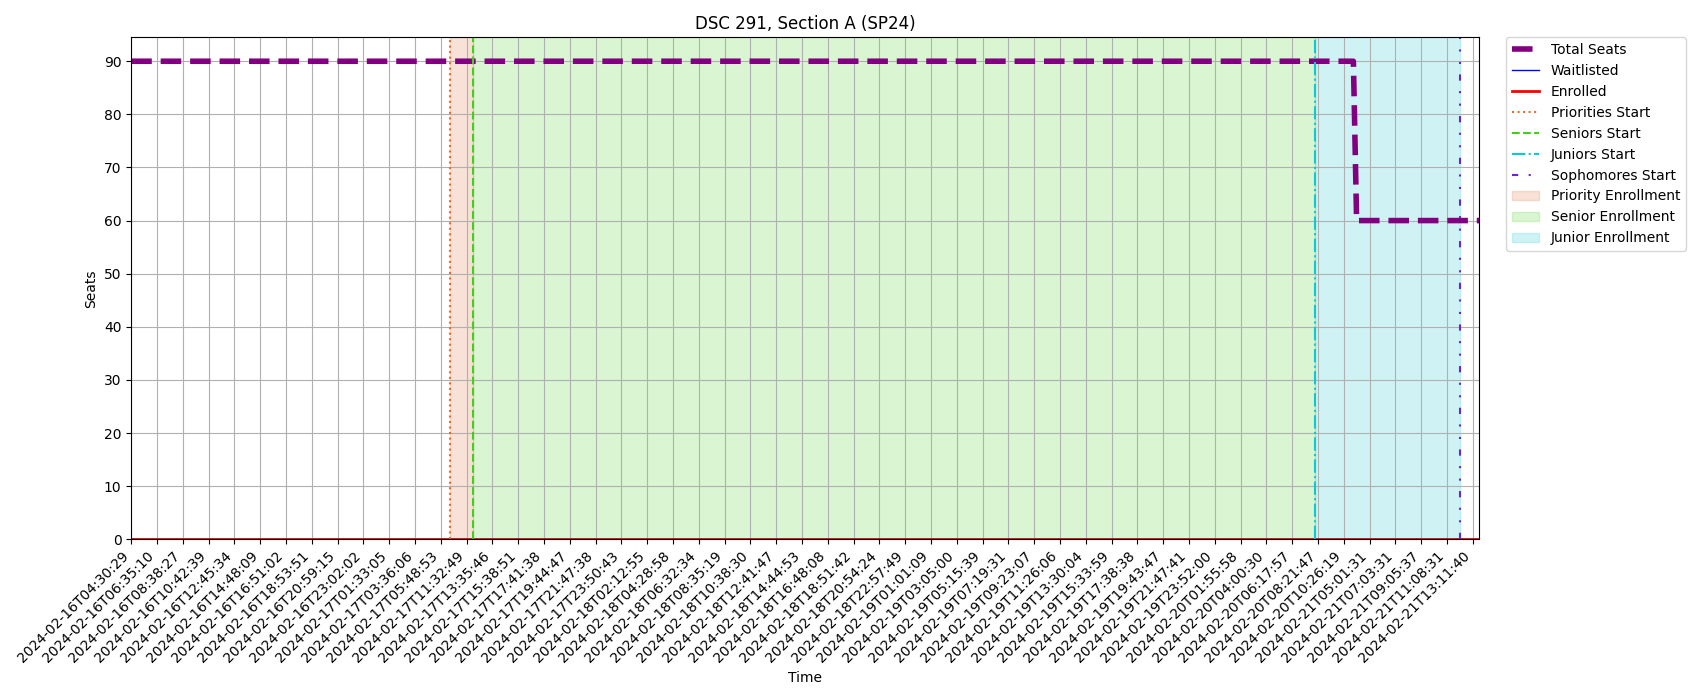 DSC 291, Section A (SP24)
Seats
90
80
70
60
50
40
30
20
10
0
2024-02-16T04:30:29
2024-02-16T06:35:10
2024-02-16T08:38:27
2024-02-16T10:42:39
2024-02-16T12:45:34
2024-02-16T14:48:09
2024-02-16T16:51:02
2024-02-16T18:53:51
2024-02-16T20:59:15
2024-02-16T23:02:02
2024-02-17T01:33:05
2024-02-17T03:36:06
2024-02-17T05:48:53
2024-02-17T11:32:49
2024-02-17T13:35:46
2024-02-17T15:38:51
2024-02-17T17:41:38
2024-02-17T19:44:47
2024-02-17T21:47:38
2024-02-17T23:50:43
2024-02-18T02:12:55
2024-02-18T04:28:58
2024-02-18T06:32:34
2024-02-18T08:35:19
2024-02-18T10:38:30
2024-02-18T12:41:47
2024-02-18T14:44:53
2024-02-18T16:48:08
2024-02-18T18:51:42
2024-02-18T20:54:24
2024-02-18T22:57:49
2024-02-19T01:01:09
2024-02-19T03:05:00
2024-02-19T05:15:39
2024-02-19T07:19:31
2024-02-19T09:23:07
2024-02-19T11:26:06
2024-02-19T13:30:04
2024-02-19T15:33:59
2024-02-19T17:38:38
2024-02-19T19:43:47
2024-02-19T21:47:41
2024-02-19T23:52:00
2024-02-20T01:55:58
2024-02-20T04:00:30
2024-02-20T06:17:57
2024-02-20T08:21:47
2024-02-20T10:26:19
2024-02-21T05:01:31
2024-02-21T07:03:31
2024-02-21T09:05:37
2024-02-21T11:08:31
2024-02-21T13:11:40
Time
Total Seats
Waitlisted
Enrolled
Priorities Start
Seniors Start
Juniors Start
Sophomores Start
Priority Enrollment
Senior Enrollment
Junior Enrollment